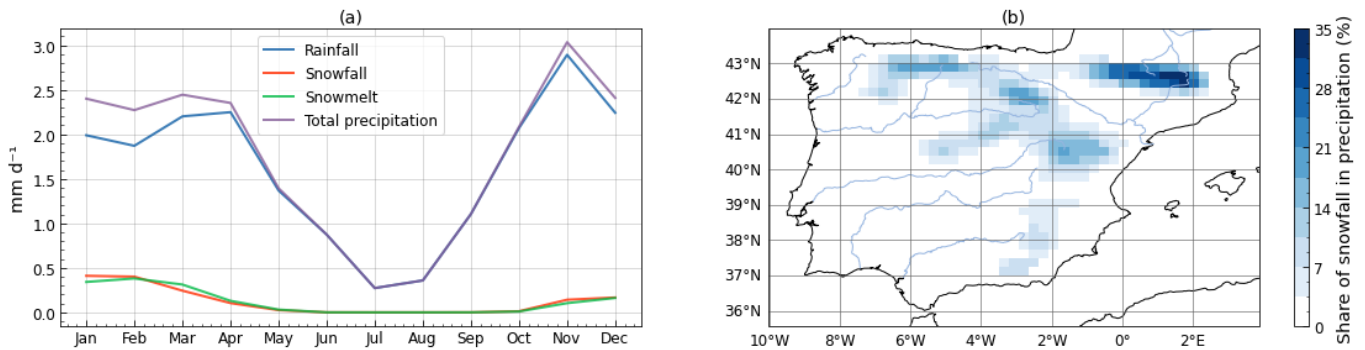 (a)
mm d⁻¹
3.0
2.5
2.0
1.5
1.0
0.5
0.0
Rainfall
Snowfall
Snowmelt
Total precipitation
Jan Feb Mar Apr May Jun Jul Aug Sep Oct Nov Dec
(b)
43°N
42°N
41°N
40°N
39°N
38°N
37°N
36°N
10°W 8°W 6°W 4°W 2°W 0° 2°E
35
28
21
14
7
0
Share of snowfall in precipitation (%)